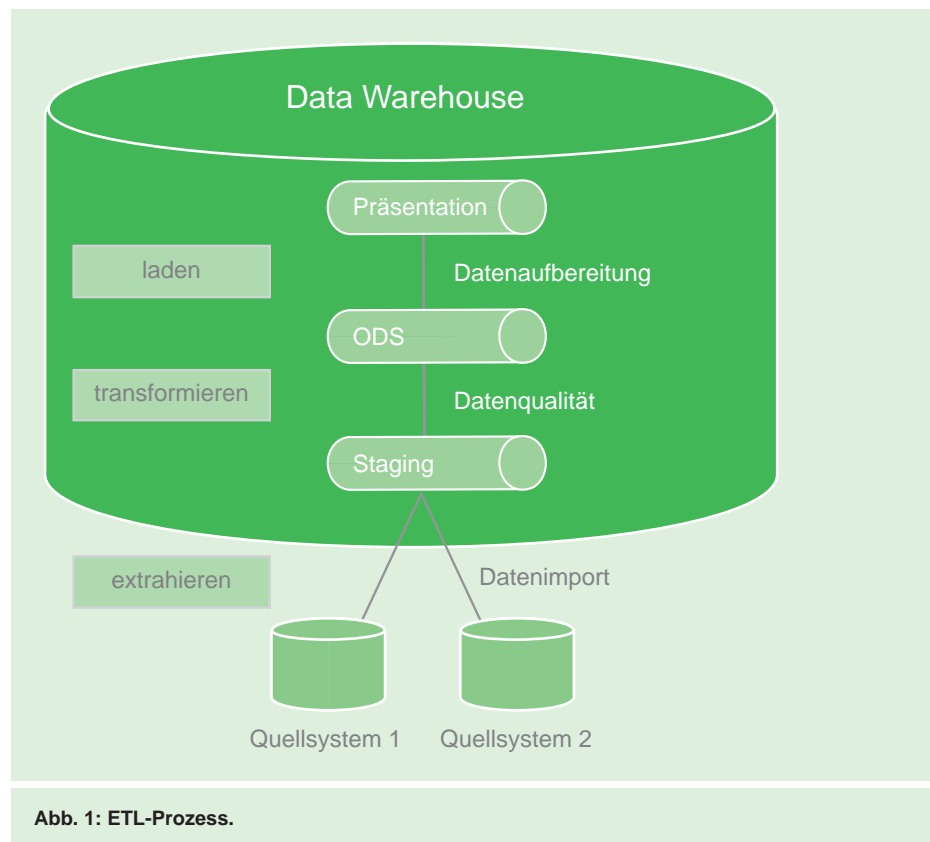 Data Warehouse
Präsentation
laden
Datenaufbereitung
ODS
transformieren
Datenqualität
Staging
extrahieren
Datenimport
Quellsystem 1
Quellsystem 2
Abb. 1: ETL-Prozess.